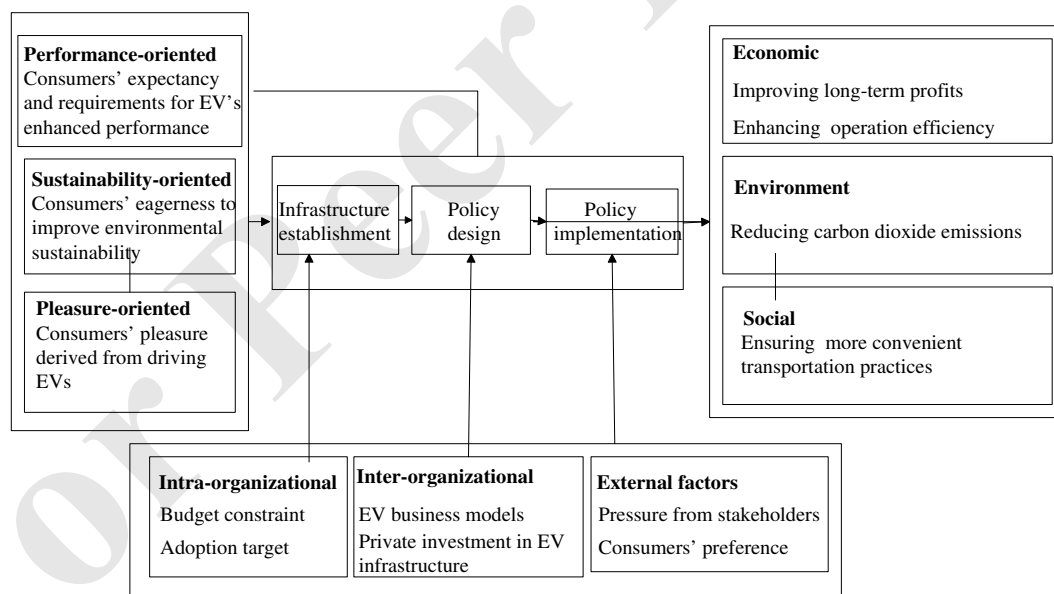 Performance-oriented
Consumers’ expectancy
and requirements for EV’s
enhanced performance
Sustainability-oriented
Consumers’ eagerness to
improve environmental
sustainability
Pleasure-oriented
Consumers’ pleasure
derived from driving
EVs
Infrastructure
establishment
Policy
design
Policy
implementation
Economic
Improving long-term profits
Enhancing operation efficiency
Environment
Reducing carbon dioxide emissions
Social
Ensuring more convenient
transportation practices
Intra-organizational
Budget constraint
Adoption target
Inter-organizational
EV business models
Private investment in EV
infrastructure
External factors
Pressure from stakeholders
Consumers’ preference
or Peer